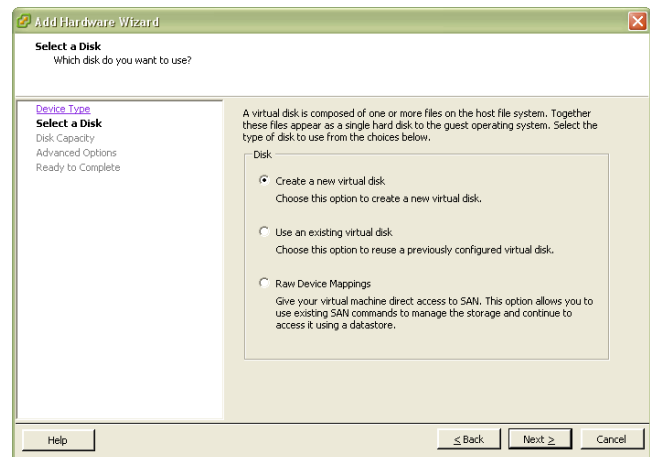 Add Hardware Wizard
Select a Disk
Which disk do you want to use?
Device Type
Select a Disk
Disk Capacity
Advanced Options
Ready to Complete
A virtual disk is composed of one or more files on the host file system. Together
these files appear as a single hard disk to the guest operating system. Select the
type of disk to use from the choices below.
Disk
Create a new virtual disk
Choose this option to create a new virtual disk.
Use an existing virtual disk
Choose this option to reuse a previously configured virtual disk.
Raw Device Mappings
Give your virtual machine direct access to SAN. This option allows you to
use existing SAN commands to manage the storage and continue to
access it using a datastore.
Help
< Back
Next >
Cancel